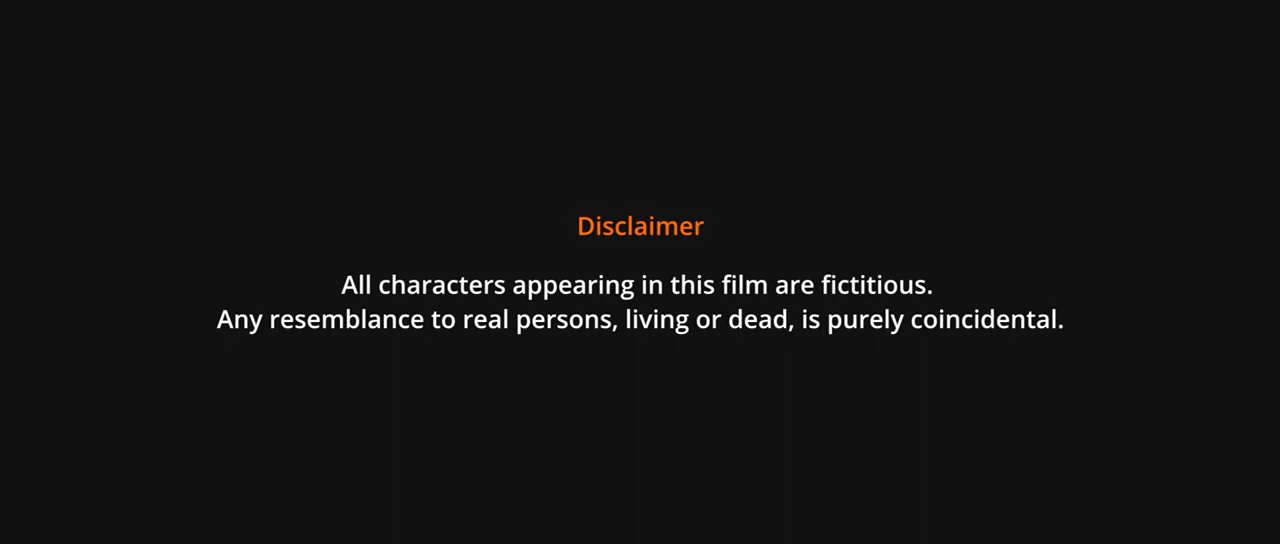 Disclaimer
All characters appearing in this film are fictitious.
Any resemblance to real persons, living or dead, is purely coincidental.